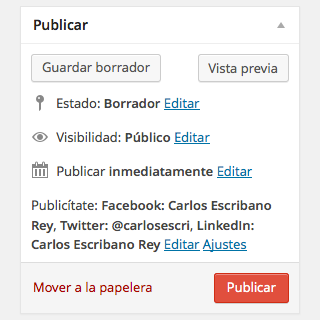 Publicar
Guardar borrador
Vista previa
Estado: Borrador Editar
Visibilidad: Público Editar
Publicar inmediatamente Editar
Publicítate: Facebook: Carlos Escribano
Rey, Twitter: @carlosescri, LinkedIn:
Carlos Escribano Rey Editar Ajustes
Mover a la papelera
Publicar